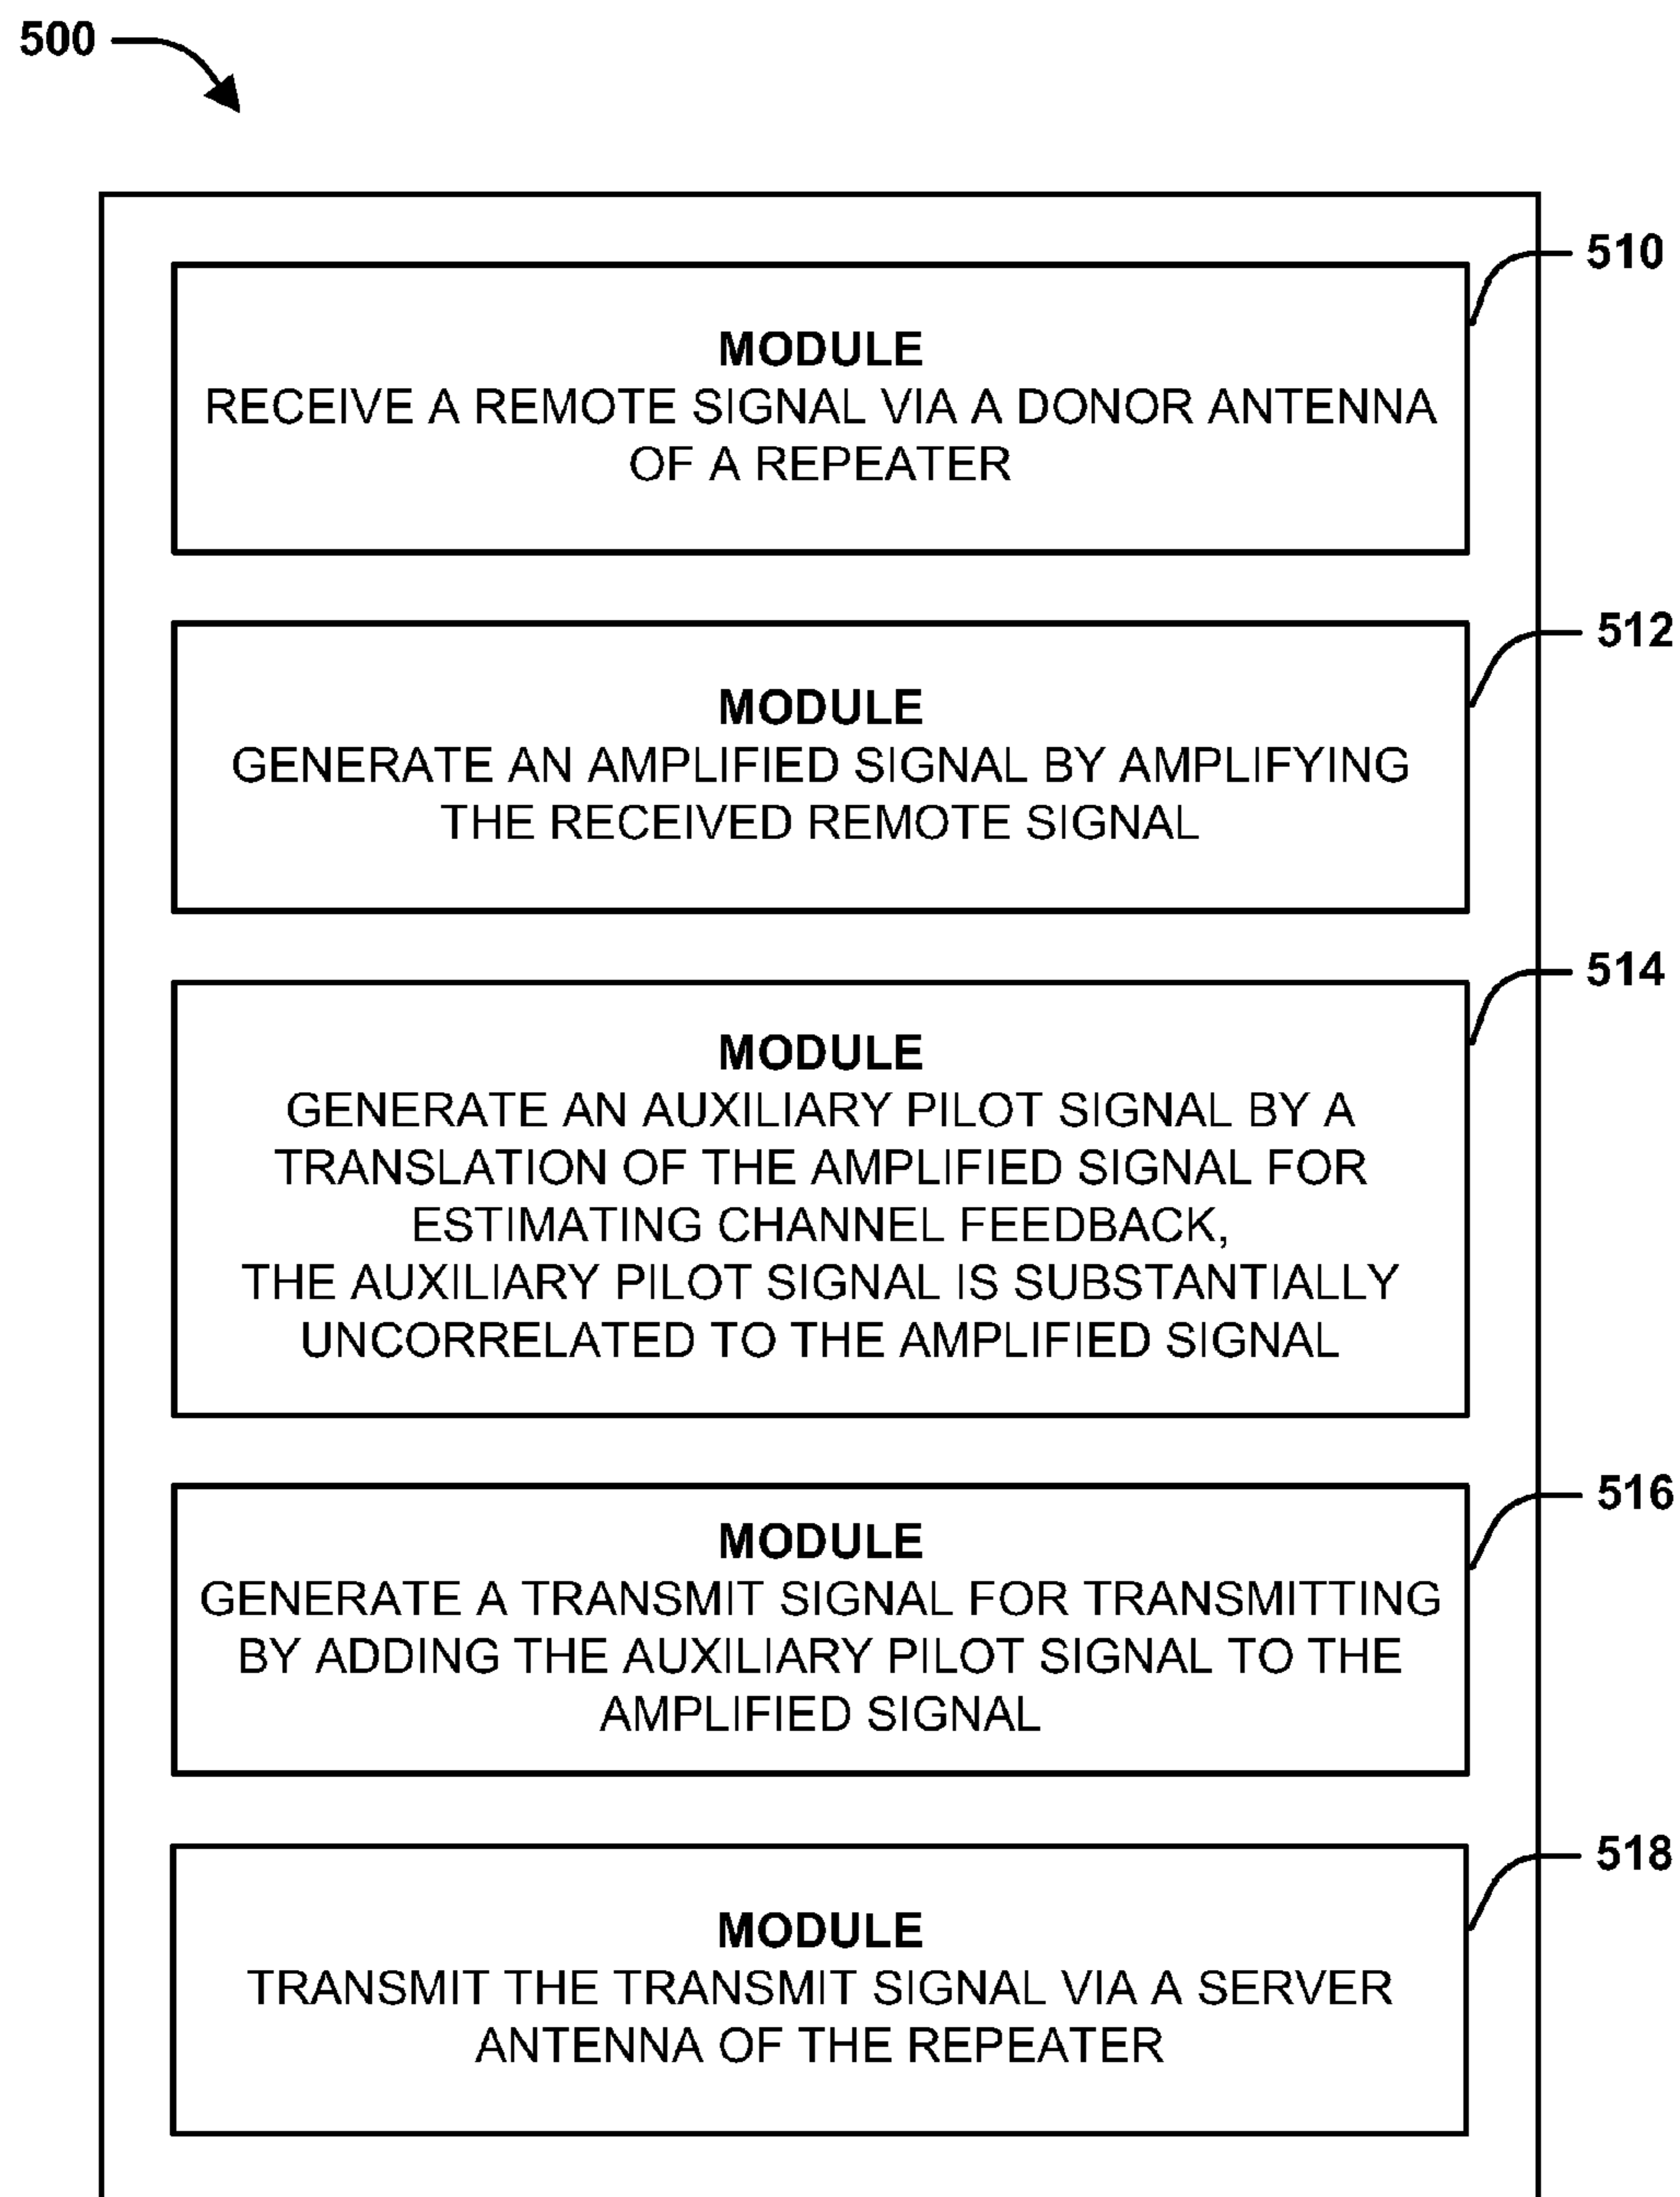 500
510
MODULE
RECEIVE A REMOTE SIGNAL VIA A DONOR ANTENNA
OF A REPEATER
512
MODULE
GENERATE AN AMPLIFIED SIGNAL BY AMPLIFYING
THE RECEIVED REMOTE SIGNAL
514
MODULE
GENERATE AN AUXILIARY PILOT SIGNAL BY A
TRANSLATION OF THE AMPLIFIED SIGNAL FOR
ESTIMATING CHANNEL FEEDBACK,
THE AUXILIARY PILOT SIGNAL IS SUBSTANTIALLY
UNCORRELATED TO THE AMPLIFIED SIGNAL
516
MODULE
GENERATE A TRANSMIT SIGNAL FOR TRANSMITTING
BY ADDING THE AUXILIARY PILOT SIGNAL TO THE
AMPLIFIED SIGNAL
518
MODULE
TRANSMIT THE TRANSMIT SIGNAL VIA A SERVER
ANTENNA OF THE REPEATER